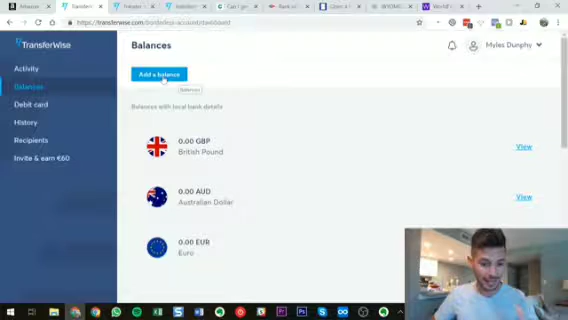 Transferw
https://transferwise.com/borderless-account/dashboard
TransferWise
Balances
Myles Dunphy
Activity
Add a balance
Balances
Balances
Debit card
Balances with local bank details
History
Recipients
0.00 GBP
British Pound
View
Invite & earn €60
0.00 AUD
Australian Dollar
View
0.00 EUR
Euro